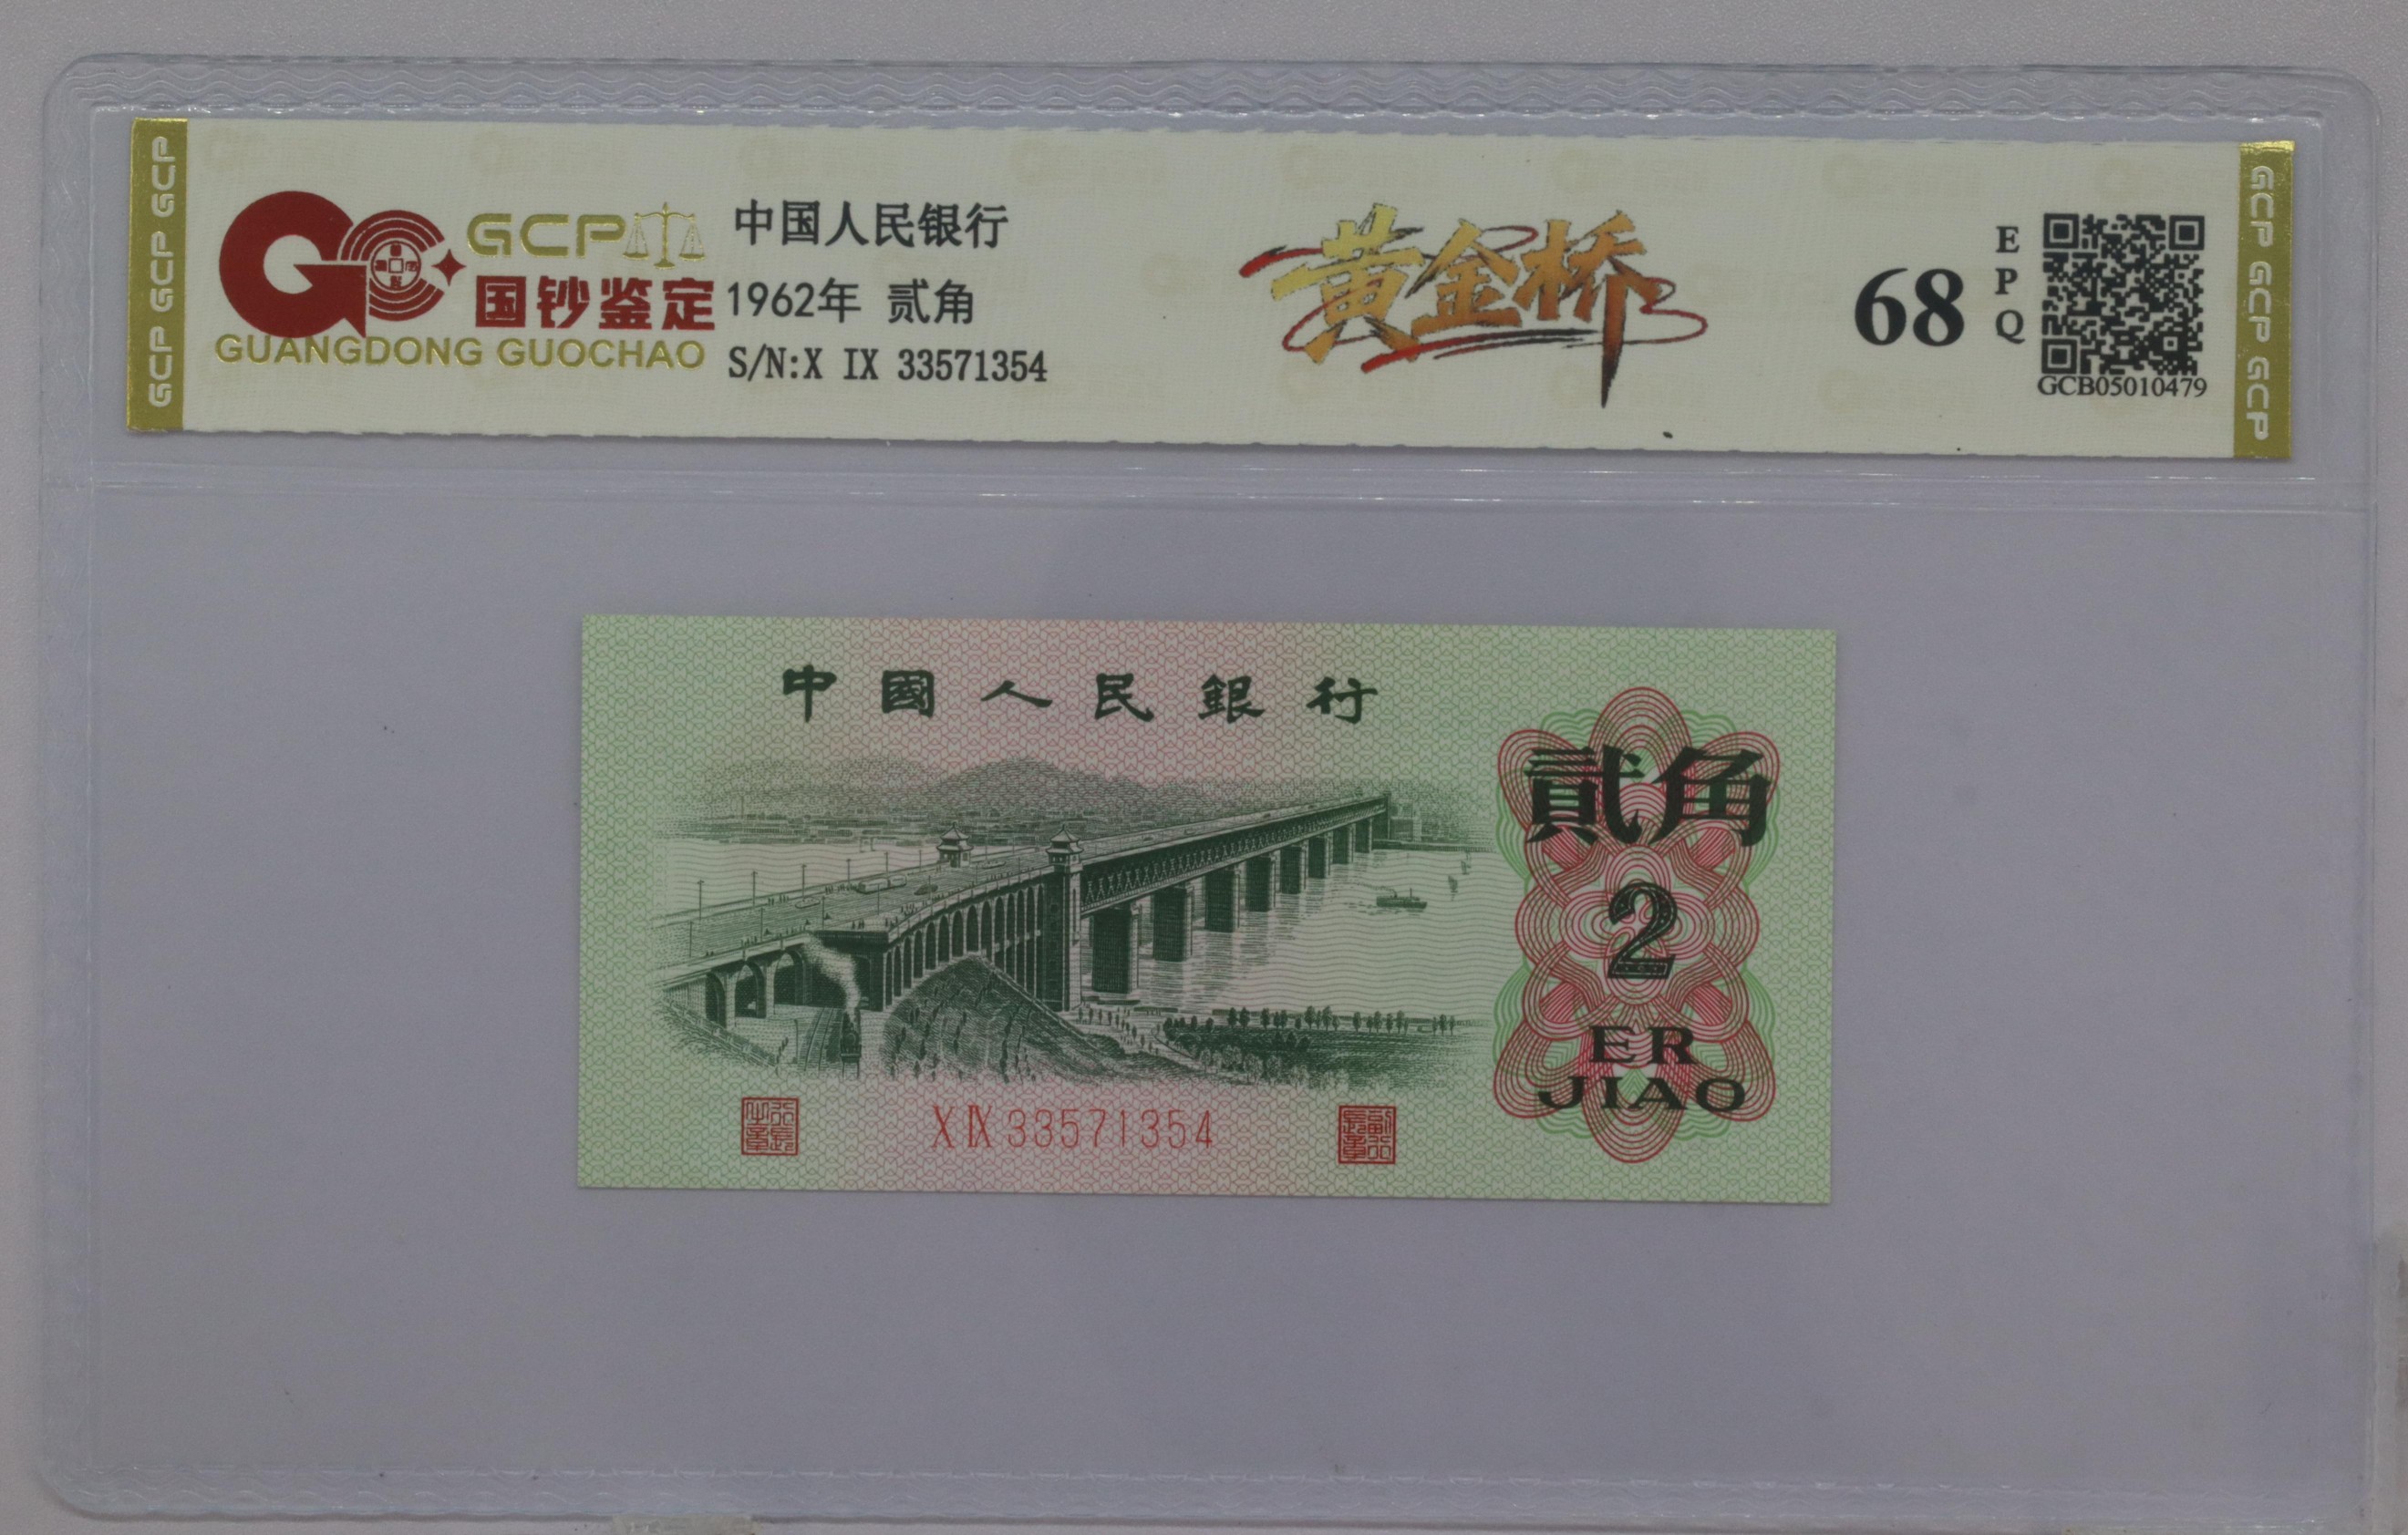 GCP GCP GCP
GCP
国钞鉴定
GUANGDONG GUOCHAO
中国人民银行
1962年 贰角
S/N:X IX 33571354
黄金桥
68
EPQ
GCB05010479
GCP GCP GCP
中國人民銀行
貳角
2
ER
JIAO
X IX 33571354